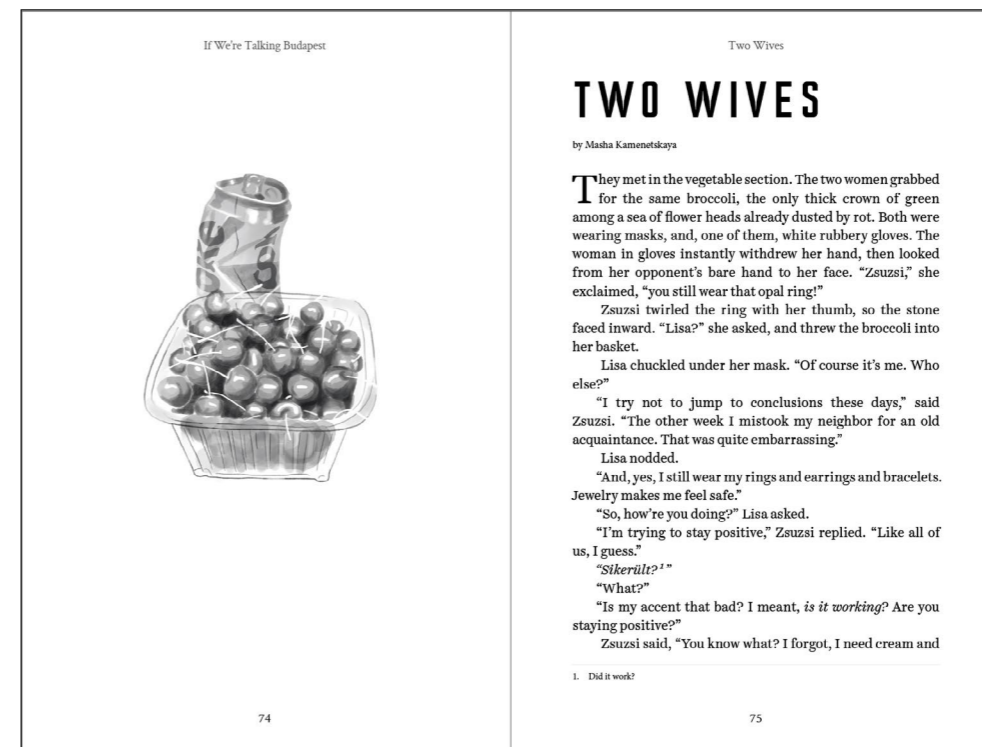 If We're Talking Budapest
74
Two Wives
TWO WIVES
by Masha Kamenetskaya
They met in the vegetable section. The two women grabbed
for the same broccoli, the only thick crown of green
among a sea of flower heads already dusted by rot. Both were
wearing masks, and, one of them, white rubbery gloves. The
woman in gloves instantly withdrew her hand, then looked
from her opponent's bare hand to her face. “Zsuzsi,” she
exclaimed, “you still wear that opal ring!”
Zsuzsi twirled the ring with her thumb, so the stone
faced inward. “Lisa?” she asked, and threw the broccoli into
her basket.
Lisa chuckled under her mask. “Of course it's me. Who
else?”
“I try not to jump to conclusions these days,” said
Zsuzsi. “The other week I mistook my neighbor for an old
acquaintance. That was quite embarrassing.”
Lisa nodded.
“And, yes, I still wear my rings and earrings and bracelets.
Jewelry makes me feel safe.”
“So, how're you doing?” Lisa asked.
“I'm trying to stay positive,” Zsuzsi replied. “Like all of
us, I guess.”
“Sikerült?¹”
“What?”
“Is my accent that bad? I meant, is it working? Are you
staying positive?”
Zsuzsi said, “You know what? I forgot, I need cream and
1. Did it work?
75